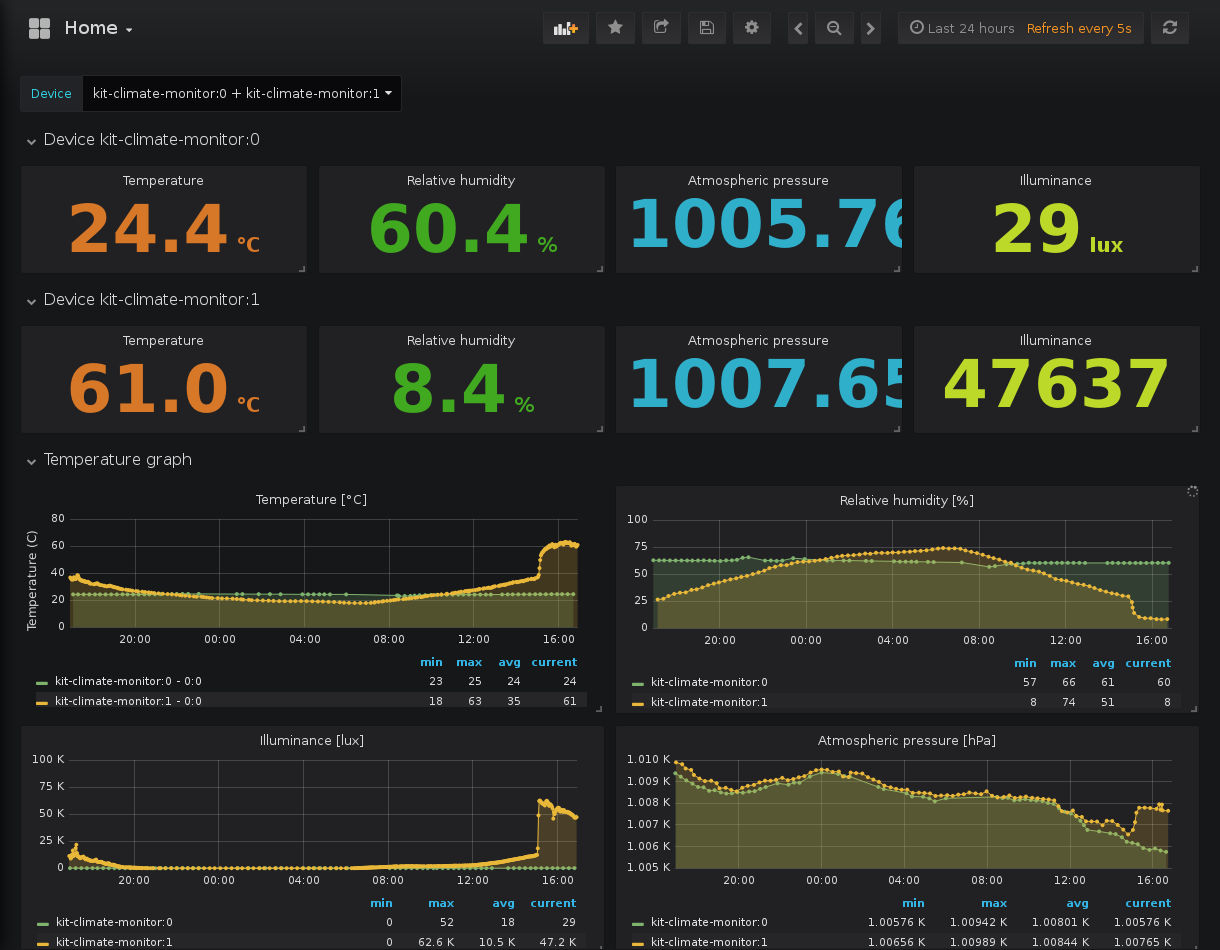 Home
Last 24 hours Refresh every 5s
Device kit-climate-monitor:0 + kit-climate-monitor:1
Device kit-climate-monitor:0
Temperature Relative humidity Atmospheric pressure Illuminance
24.4 °C 60.4 % 1005.76 29 lux
Device kit-climate-monitor:1
Temperature Relative humidity Atmospheric pressure Illuminance
61.0 °C 8.4 % 1007.65 47637
Temperature graph
Temperature [°C]
Temperature (C)
80
60
40
20
0
20:00 00:00 04:00 08:00 12:00 16:00
min max avg current
kit-climate-monitor:0 - 0:0 23 25 24 24
kit-climate-monitor:1 - 0:0 18 63 35 61
Relative humidity [%]
100
75
50
25
0
20:00 00:00 04:00 08:00 12:00 16:00
min max avg current
kit-climate-monitor:0 57 66 61 60
kit-climate-monitor:1 8 74 51 8
Illuminance [lux]
100 K
75 K
50 K
25 K
0
20:00 00:00 04:00 08:00 12:00 16:00
min max avg current
kit-climate-monitor:0 0 52 18 29
kit-climate-monitor:1 0 62.6 K 10.5 K 47.2 K
Atmospheric pressure [hPa]
1.010 K
1.009 K
1.008 K
1.007 K
1.006 K
1.005 K
20:00 00:00 04:00 08:00 12:00 16:00
min max avg current
kit-climate-monitor:0 1.00576 K 1.00942 K 1.00801 K 1.00576 K
kit-climate-monitor:1 1.00656 K 1.00989 K 1.00844 K 1.00765 K